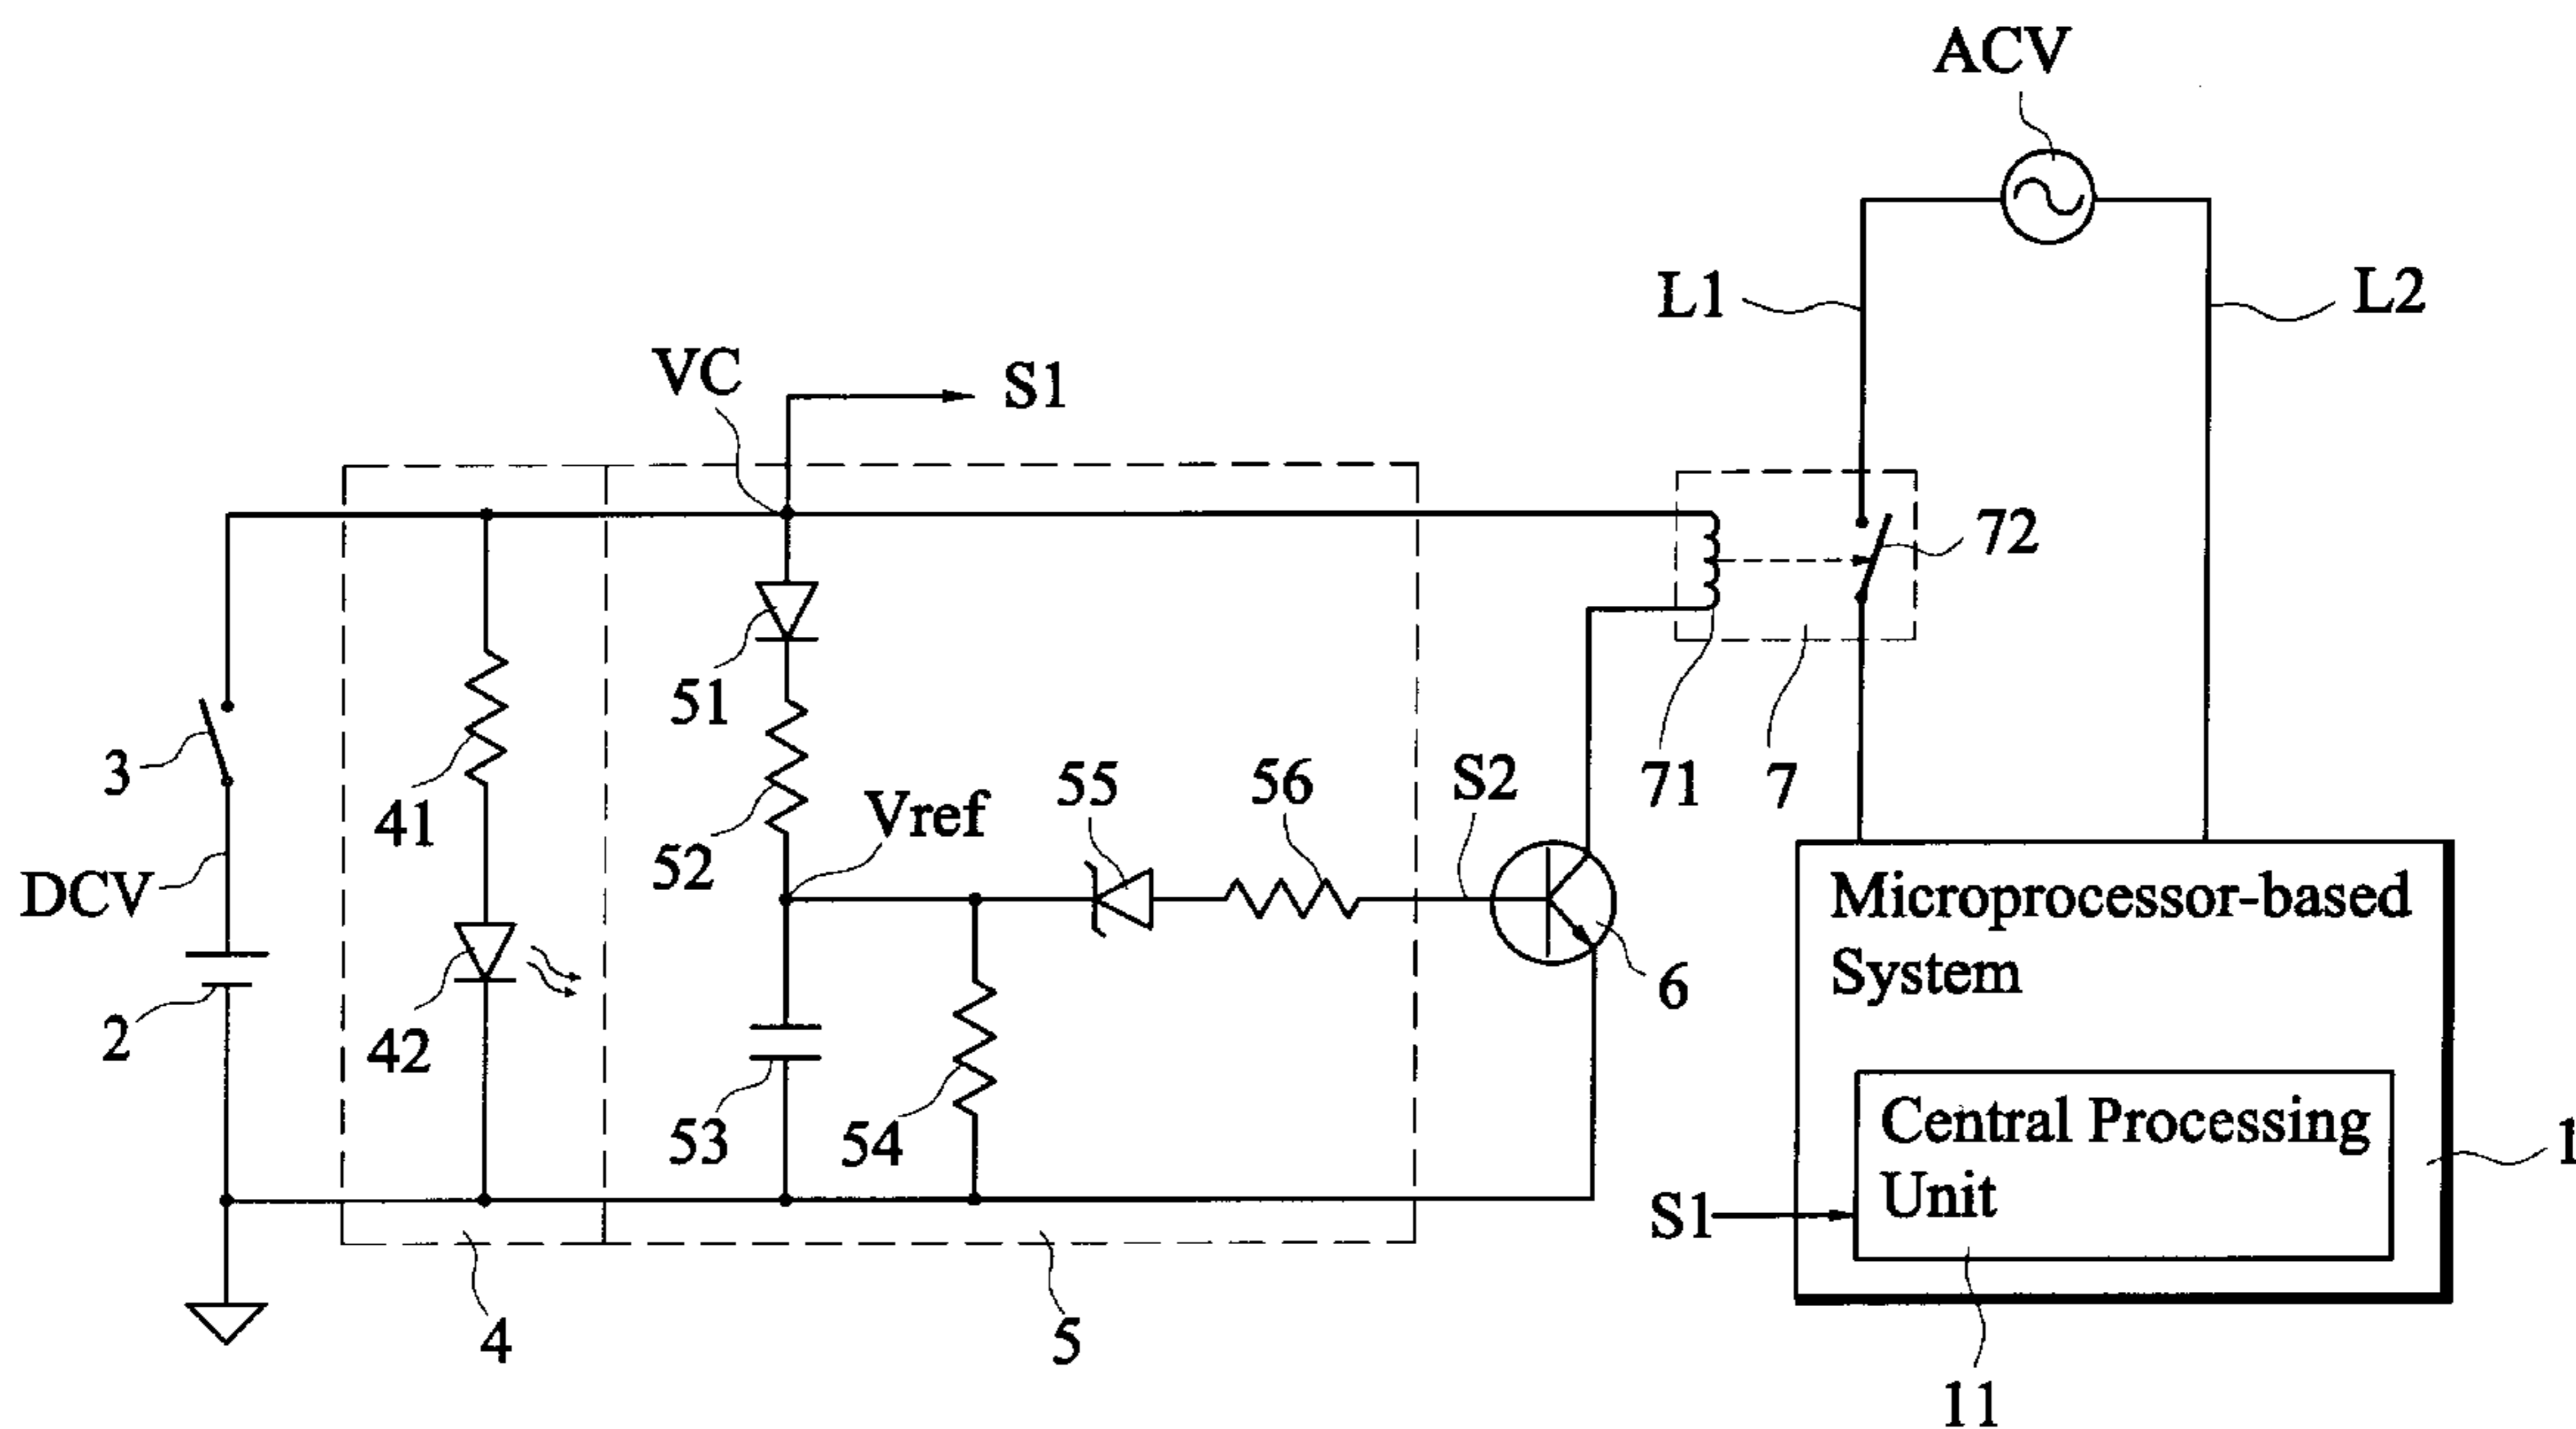 ACV
L1
L2
VC
S1
72
51
3
41
52
Vref
55
56
S2
71
7
DCV
6
2
42
53
54
Microprocessor-based
System
Central Processing
Unit
S1
1
4
5
11